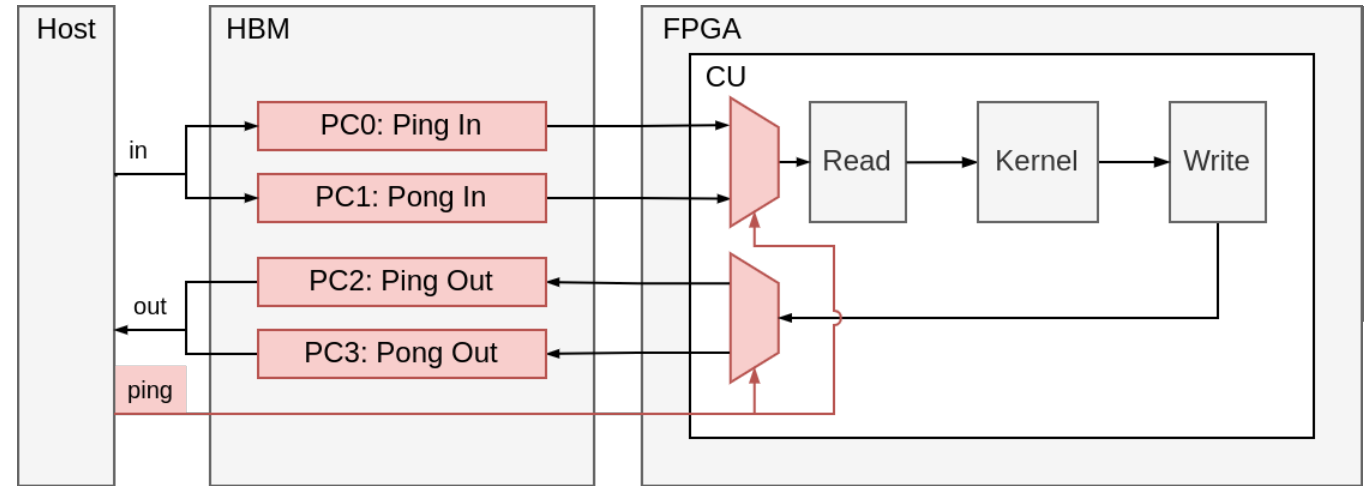 Host
HBM
FPGA
CU
in
PC0: Ping In
PC1: Pong In
Read
Kernel
Write
out
PC2: Ping Out
PC3: Pong Out
ping